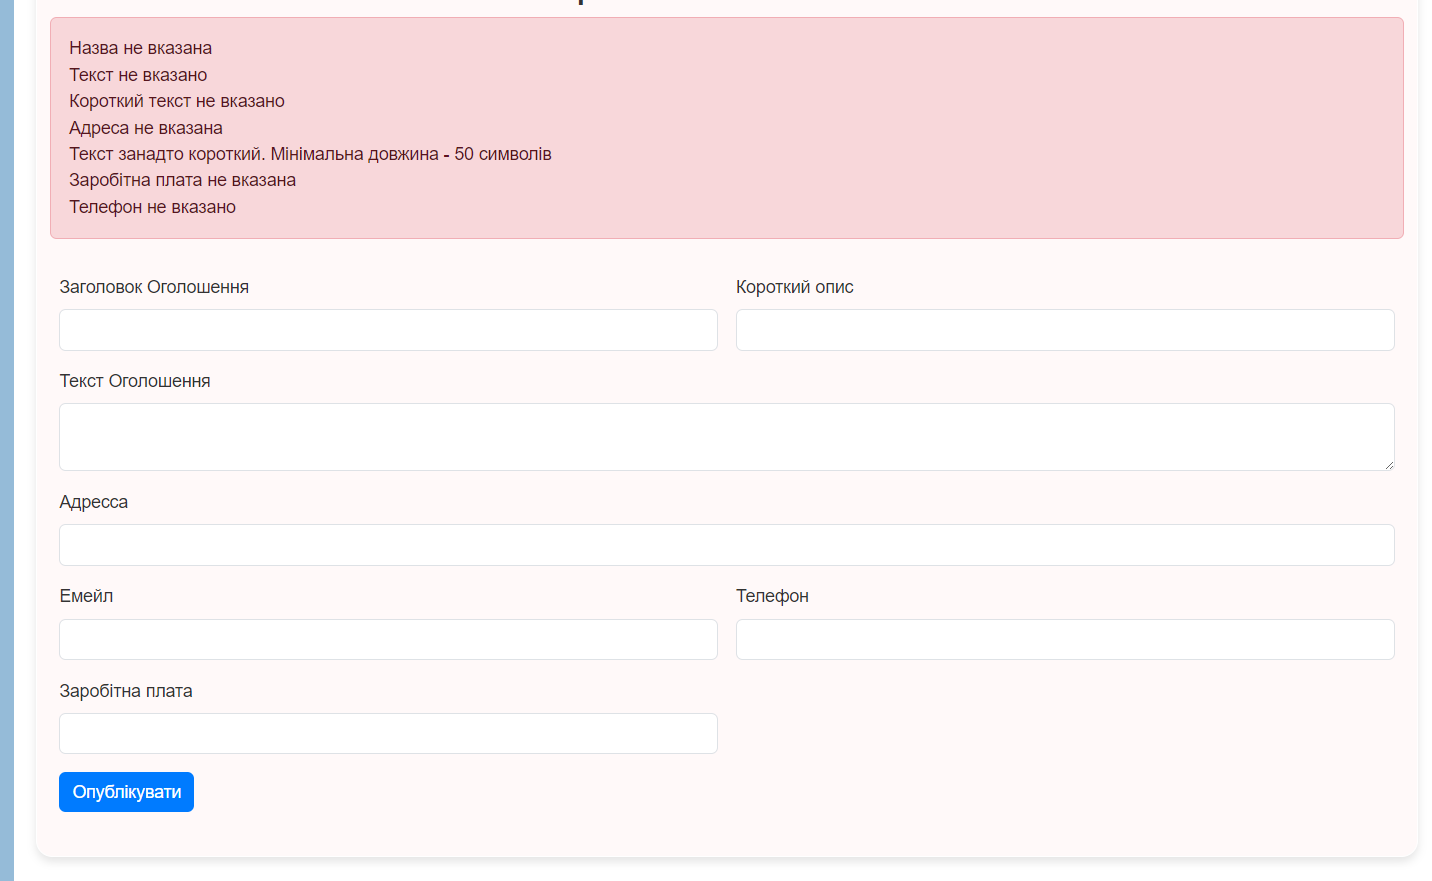 Назва не вказана
Текст не вказано
Короткий текст не вказано
Адреса не вказана
Текст занадто короткий. Мінімальна довжина - 50 символів
Заробітна плата не вказана
Телефон не вказано
Заголовок Оголошення
Короткий опис
Текст Оголошення
Адресса
Емейл
Телефон
Заробітна плата
Опублікувати